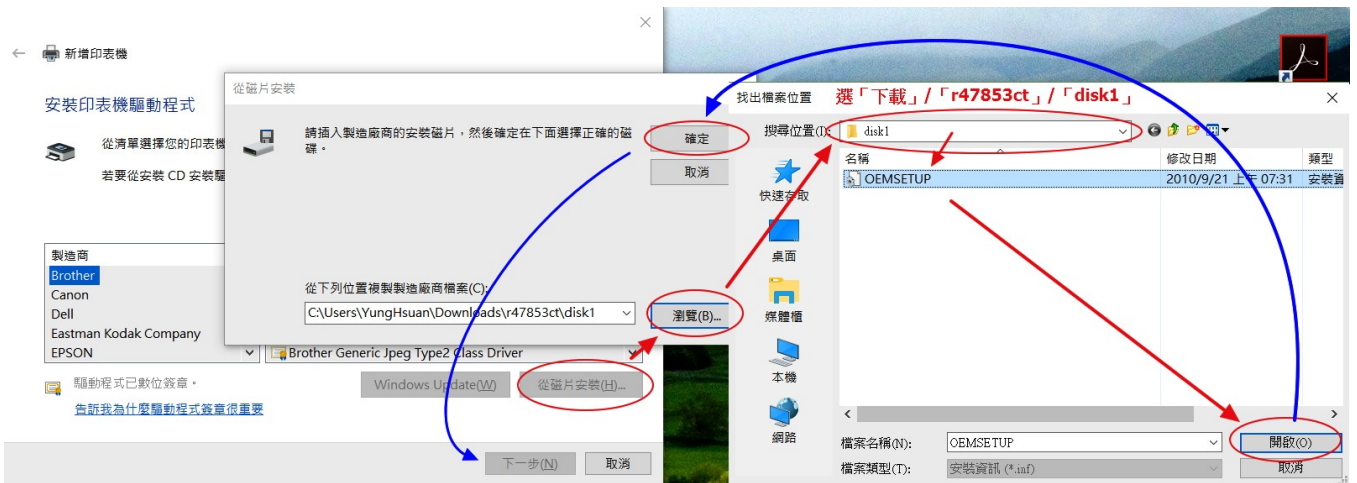 新增印表機
安裝印表機驅動程式
從清單選擇您的印表機
若要從安裝 CD 安裝驅
製造商
Brother
Canon
Dell
Eastman Kodak Company
EPSON
Brother Generic Jpeg Type2 Class Driver
驅動程式已數位簽章。
告訴我為什麼驅動程式簽章很重要
Windows Update(W)
從磁片安裝(H)...
下一步(N)
取消
從磁片安裝
請插入製造廠商的安裝磁片，然後確定在下面選擇正確的磁
碟。
確定
取消
從下列位置複製製造廠商檔案(C):
C:\Users\YungHsuan\Downloads\r47853ct\disk1
瀏覽(B)...
找出檔案位置
選「下載」/「r47853ct」/「disk1」
搜尋位置(I):
disk1
名稱
修改日期
類型
OEMSETUP
2010/9/21 上午 07:31
安裝資
快速存取
桌面
媒體櫃
本機
網路
檔案名稱(N):
OEMSETUP
開啟(O)
檔案類型(T):
安裝資訊 (*.inf)
取消